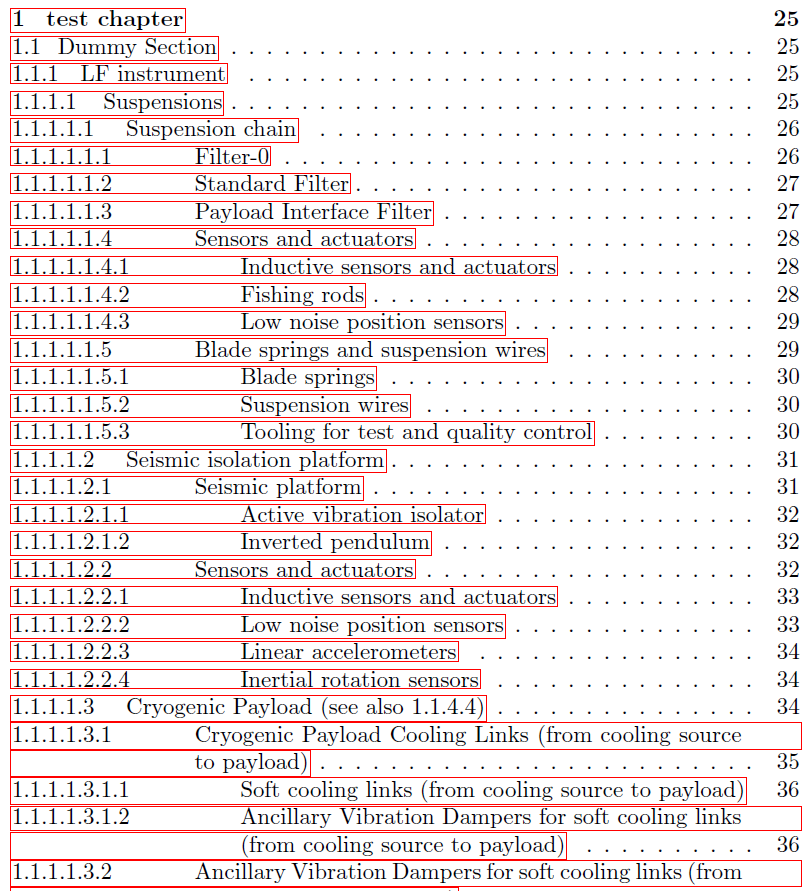 1 test chapter 25
1.1 Dummy Section . . . . . . . . . . . . . . . . . . . . . . . . . . . . . . 25
1.1.1 LF instrument . . . . . . . . . . . . . . . . . . . . . . . . . . . . . 25
1.1.1.1 Suspensions . . . . . . . . . . . . . . . . . . . . . . . . . . . . . . 25
1.1.1.1.1 Suspension chain . . . . . . . . . . . . . . . . . . . . . . . . . 26
1.1.1.1.1.1 Filter-0 . . . . . . . . . . . . . . . . . . . . . . . . . . . 26
1.1.1.1.1.2 Standard Filter . . . . . . . . . . . . . . . . . . . . . . . 27
1.1.1.1.1.3 Payload Interface Filter . . . . . . . . . . . . . . . . . . 27
1.1.1.1.1.4 Sensors and actuators . . . . . . . . . . . . . . . . . . . 28
1.1.1.1.1.4.1 Inductive sensors and actuators . . . . . . . . . . . 28
1.1.1.1.1.4.2 Fishing rods . . . . . . . . . . . . . . . . . . . . . . 28
1.1.1.1.1.4.3 Low noise position sensors . . . . . . . . . . . . . . 29
1.1.1.1.1.5 Blade springs and suspension wires . . . . . . . . . . . 29
1.1.1.1.1.5.1 Blade springs . . . . . . . . . . . . . . . . . . . . . 30
1.1.1.1.1.5.2 Suspension wires . . . . . . . . . . . . . . . . . . . 30
1.1.1.1.1.5.3 Tooling for test and quality control . . . . . . . . . 30
1.1.1.1.2 Seismic isolation platform . . . . . . . . . . . . . . . . . . . . . 31
1.1.1.1.2.1 Seismic platform . . . . . . . . . . . . . . . . . . . . . . 31
1.1.1.1.2.1.1 Active vibration isolator . . . . . . . . . . . . . . . 32
1.1.1.1.2.1.2 Inverted pendulum . . . . . . . . . . . . . . . . . . 32
1.1.1.1.2.2 Sensors and actuators . . . . . . . . . . . . . . . . . . . 32
1.1.1.1.2.2.1 Inductive sensors and actuators . . . . . . . . . . . 33
1.1.1.1.2.2.2 Low noise position sensors . . . . . . . . . . . . . . 33
1.1.1.1.2.2.3 Linear accelerometers . . . . . . . . . . . . . . . . 34
1.1.1.1.2.2.4 Inertial rotation sensors . . . . . . . . . . . . . . . 34
1.1.1.1.3 Cryogenic Payload (see also 1.1.4.4) . . . . . . . . . . . . . . . 34
1.1.1.1.3.1 Cryogenic Payload Cooling Links (from cooling source
to payload) . . . . . . . . . . . . . . . . . . . . . . . . . 35
1.1.1.1.3.1.1 Soft cooling links (from cooling source to payload) 36
1.1.1.1.3.1.2 Ancillary Vibration Dampers for soft cooling links
(from cooling source to payload) . . . . . . . . . . 36
1.1.1.1.3.2 Ancillary Vibration Dampers for soft cooling links (from